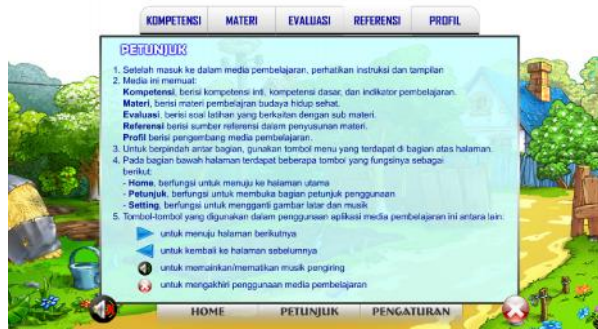 KOMPETENSI MATERI EVALUASI REFERENSI PROFIL
PETUNJUK
1. Setelah masuk ke dalam media pembelajaran, perhatikan instruksi dan tampilan
2. Media ini memuat:
Kompetensi, berisi kompetensi inti, kompetensi dasar, dan indikator pembelajaran.
Materi, berisi materi pembelajran budaya hidup sehat.
Evaluasi, berisi soal latihan yang berkaitan dengan sub materi.
Referensi berisi sumber referensi dalam penyusunan materi.
Profil berisi pengembang media pembelajaran.
3. Untuk berpindah antar bagian, gunakan tombol menu yang terdapat di bagian atas halaman.
4. Pada bagian bawah halaman terdapat beberapa tombol yang fungsinya sebagai
berikut:
- Home, berfungsi untuk menuju ke halaman utama
- Petunjuk, berfungsi untuk membuka bagian petunjuk penggunaan
- Setting, berfungsi untuk mengganti gambar latar dan musik
5. Tombol-tombol yang digunakan dalam penggunaan aplikasi media pembelajaran ini antara lain:
untuk menuju halaman berikutnya
untuk kembali ke halaman sebelumnya
untuk memainkan/mematikan musik pengiring
untuk mengakhiri penggunaan media pembelajaran
HOME PETUNJUK PENGATURAN